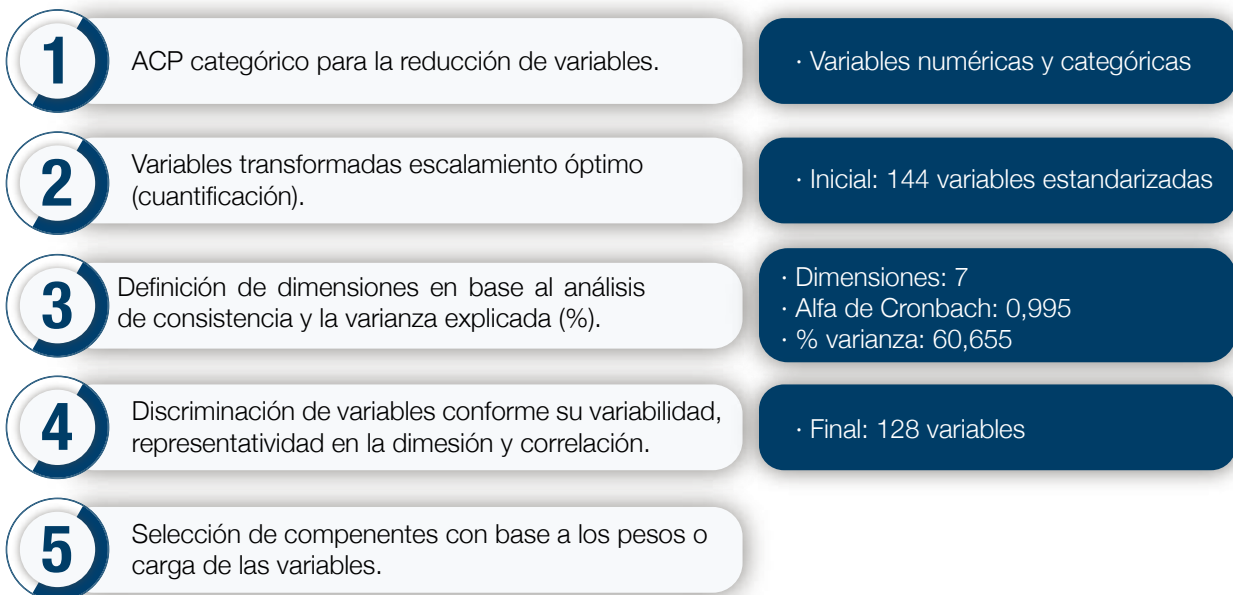 1
ACP categórico para la reducción de variables.
· Variables numéricas y categóricas
2
Variables transformadas escalamiento óptimo
(cuantificación).
· Inicial: 144 variables estandarizadas
3
Definición de dimensiones en base al análisis
de consistencia y la varianza explicada (%).
· Dimensiones: 7
· Alfa de Cronbach: 0,995
· % varianza: 60,655
4
Discriminación de variables conforme su variabilidad,
representatividad en la dimesión y correlación.
· Final: 128 variables
5
Selección de compenentes con base a los pesos o
carga de las variables.